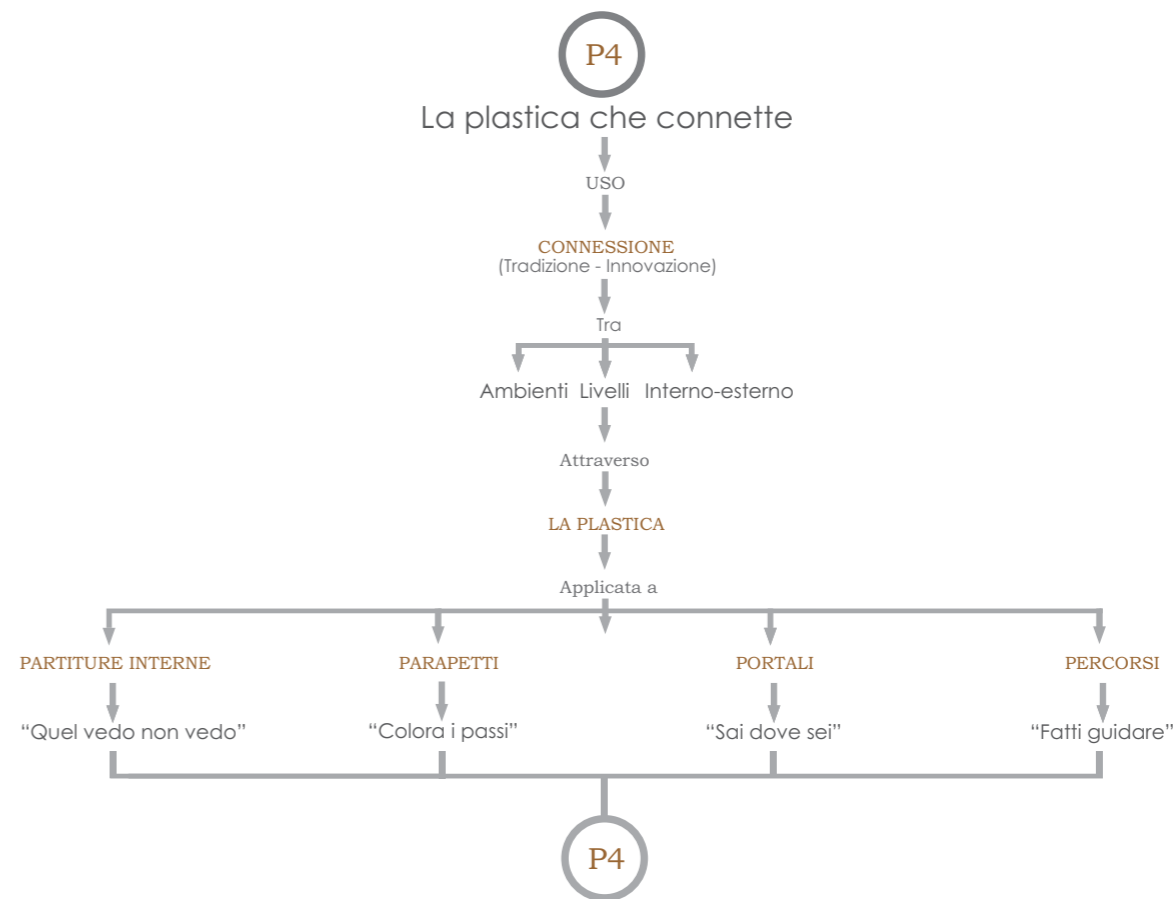 P4
La plastica che connette
USO
CONNESSIONE
(Tradizione - Innovazione)
Tra
Ambienti Livelli Interno-esterno
Attraverso
LA PLASTICA
Applicata a
PARTITURE INTERNE PARAPETTI PORTALI PERCORSI
“Quel vedo non vedo” “Colora i passi” “Sai dove sei” “Fatti guidare”
P4